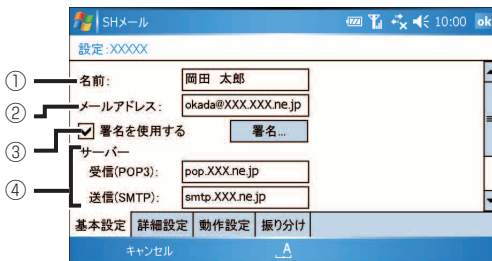 SHメール 10:00 ok
設定:XXXXX
① 名前: 岡田 太郎
② メールアドレス: okada@XXX.XXX.ne.jp
③ 署名を使用する 署名...
サーバー
④ 受信(POP3): pop.XXX.ne.jp
送信(SMTP): smtp.XXX.ne.jp
基本設定 詳細設定 動作設定 振り分け
キャンセル A